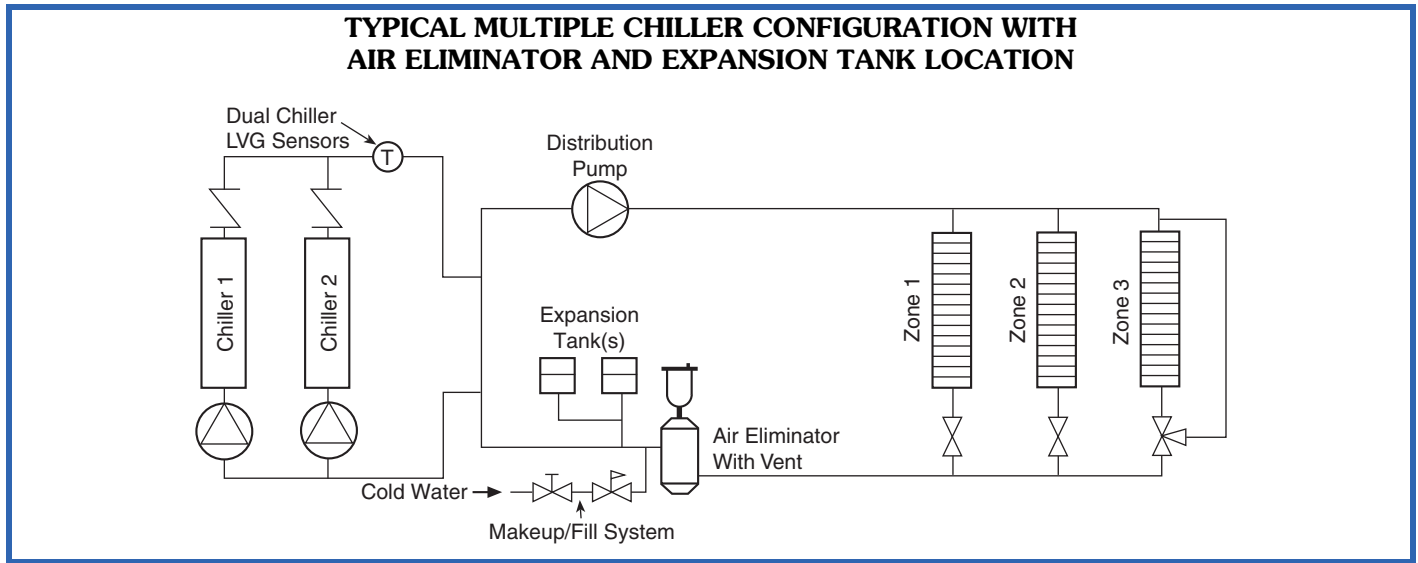 TYPICAL MULTIPLE CHILLER CONFIGURATION WITH
AIR ELIMINATOR AND EXPANSION TANK LOCATION
Dual Chiller
LVG Sensors
T
Distribution
Pump
Chiller 1
Chiller 2
Expansion
Tank(s)
Zone 1
Zone 2
Zone 3
Air Eliminator
With Vent
Cold Water
Makeup/Fill System